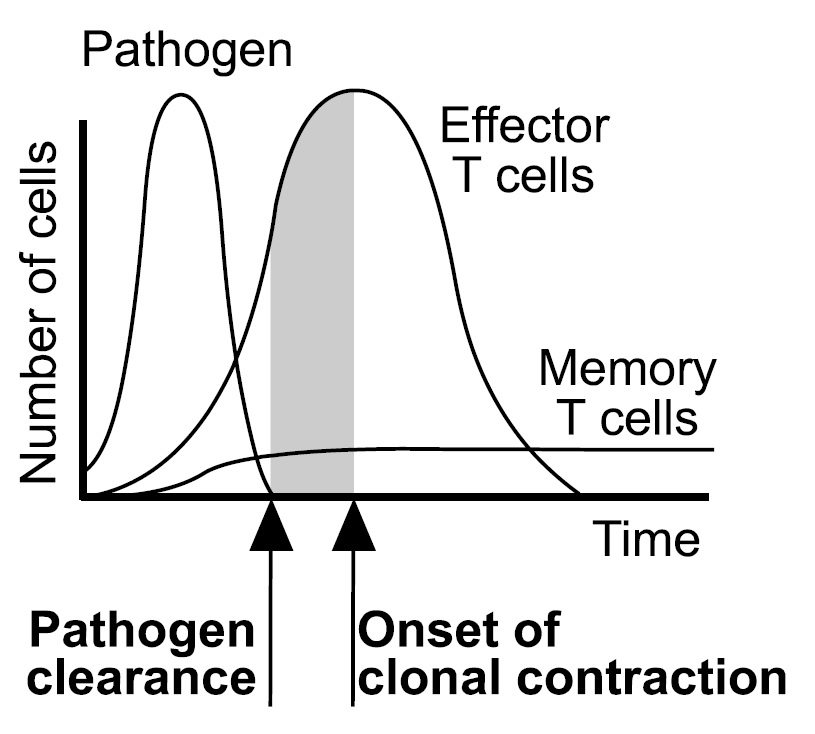 Pathogen
Effector
T cells
Number of cells
Memory
T cells
Time
Pathogen
clearance
Onset of
clonal contraction